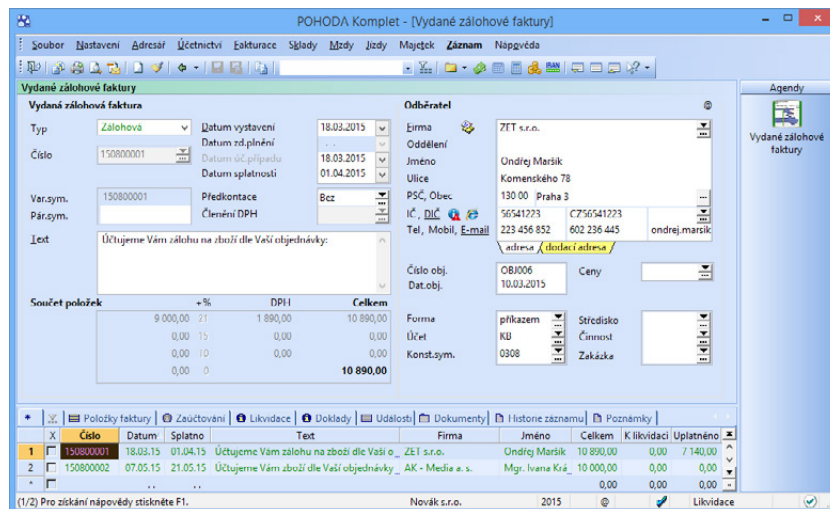 POHODA Komplet - [Vydané zálohové faktury]
Soubor Nastavení Adresář Účetnictví Fakturace Sklady Mzdy Jízdy Majetek Záznam Nápověda
Vydané zálohové faktury
Agendy
Vydané zálohové faktury
Vydaná zálohová faktura
Odběratel
Typ Zálohová Datum vystavení 18.03.2015 Firma ZET s.r.o.
Datum zd.plnění . . Oddělení
Číslo 150800001 Datum úč.případu 18.03.2015 Jméno Ondřej Maršík
Datum splatnosti 01.04.2015 Ulice Komenského 78
Var.sym. 150800001 Předkontace Bez PSČ, Obec 130 00 Praha 3
Pár.sym. Členění DPH IČ, DIČ 56541223 CZ56541223
Tel, Mobil, E-mail 223 456 852 602 236 445 ondrej.marsik
Text Účtujeme Vám zálohu na zboží dle Vaší objednávky:
adresa dodací adresa
Číslo obj. OBJ006 Ceny
Dat.obj. 10.03.2015
Součet položek +% DPH Celkem
9 000,00 21 1 890,00 10 890,00 Forma příkazem Středisko
0,00 15 0,00 0,00 Účet KB Činnost
0,00 10 0,00 0,00 Konst.sym. 0308 Zakázka
0,00 0 10 890,00
* Položky faktury Zaúčtování Likvidace Doklady Události Dokumenty Historie záznamu Poznámky
X Číslo Datum Splatno Text Firma Jméno Celkem K likvidaci Uplatněno
1 150800001 18.03.15 01.04.15 Účtujeme Vám zálohu na zboží dle Vaší o_ ZET s.r.o. Ondřej Maršík 10 890,00 0,00 7 140,00
2 150800002 07.05.15 21.05.15 Účtujeme Vám zboží dle Vaší objednávky_ AK - Media a. s. Mgr. Ivana Krá_ 10 000,00 0,00 0,00
* . . . . 0,00 0,00 0,00
(1/2) Pro získání nápovědy stiskněte F1. Novák s.r.o. 2015 @ Likvidace